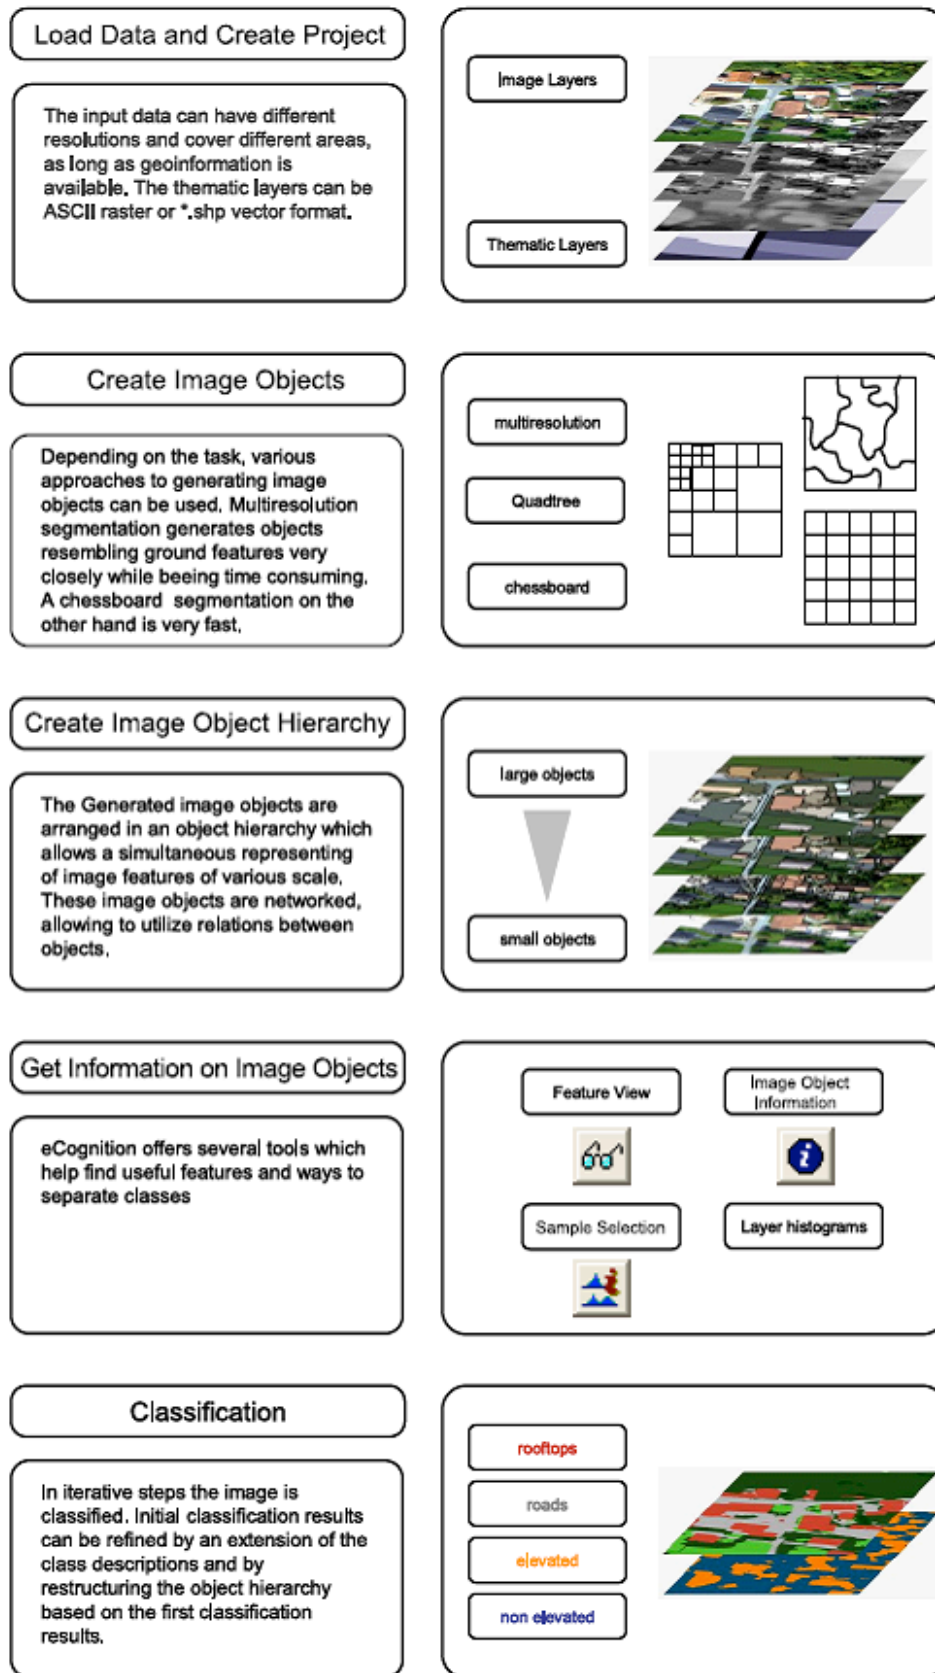 Load Data and Create Project
The input data can have different
resolutions and cover different areas,
as long as geoinformation is
available. The thematic layers can be
ASCII raster or *.shp vector format.
Image Layers
Thematic Layers
Create Image Objects
Depending on the task, various
approaches to generating image
objects can be used. Multiresolution
segmentation generates objects
resembling ground features very
closely while beeing time consuming.
A chessboard segmentation on the
other hand is very fast.
multiresolution
Quadtree
chessboard
Create Image Object Hierarchy
The Generated image objects are
arranged in an object hierarchy which
allows a simultaneous representing
of image features of various scale.
These image objects are networked,
allowing to utilize relations between
objects.
large objects
small objects
Get Information on Image Objects
eCognition offers several tools which
help find useful features and ways to
separate classes
Feature View
Image Object
Information
i
Sample Selection
Layer histograms
Classification
In iterative steps the image is
classified. Initial classification results
can be refined by an extension of the
class descriptions and by
restructuring the object hierarchy
based on the first classification
results.
rooftops
roads
elevated
non elevated